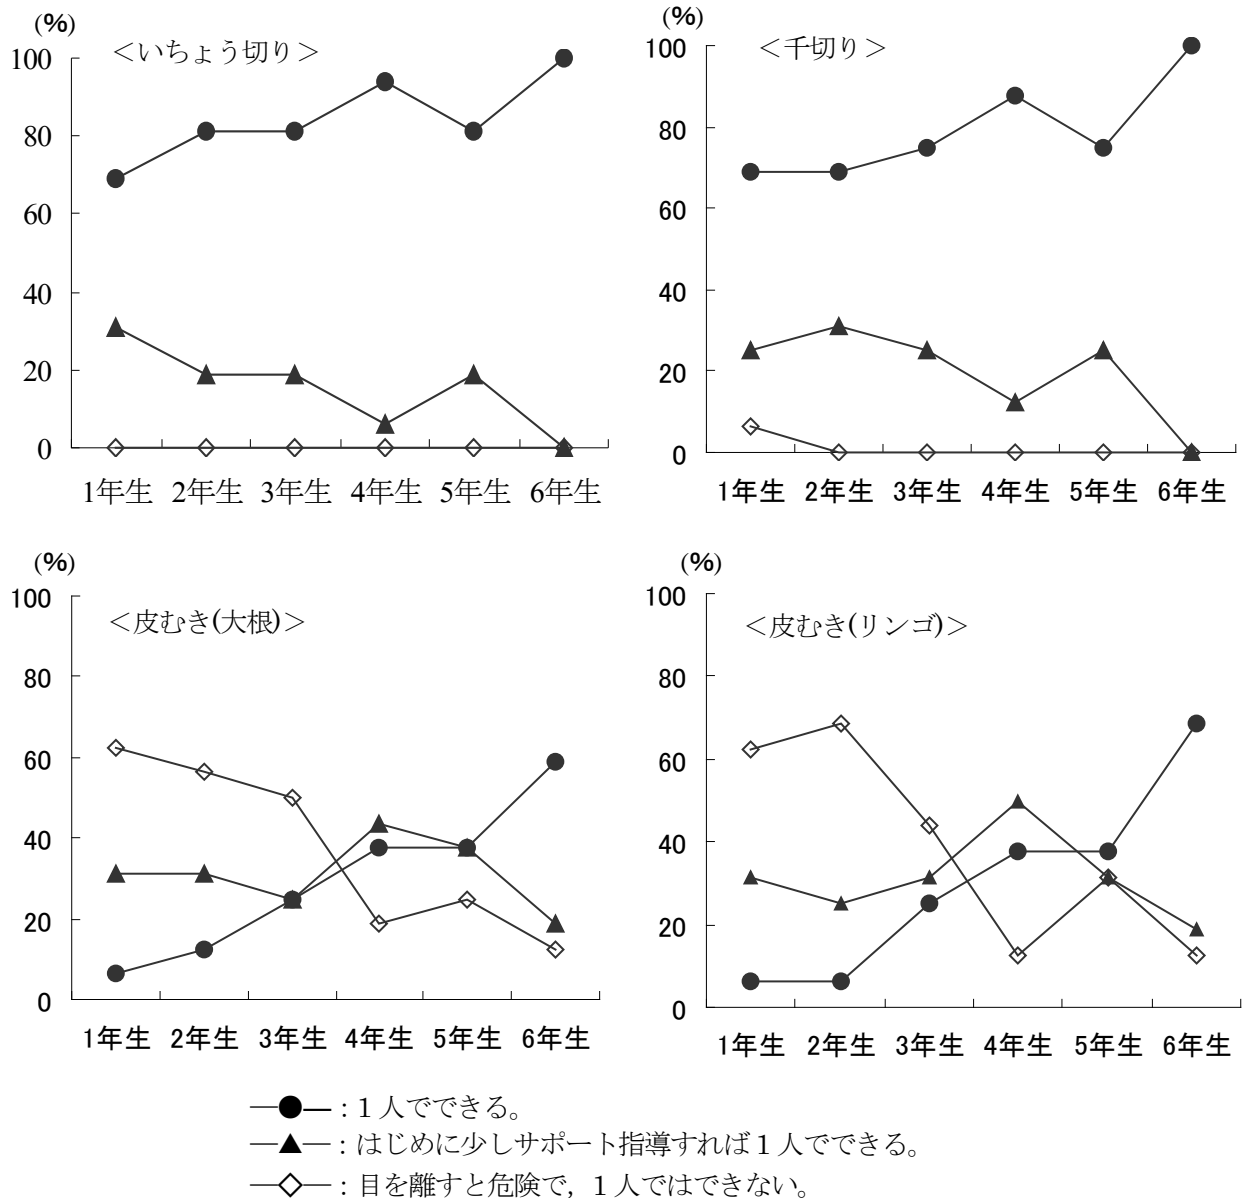 (%)
＜いちょう切り＞
100
80
60
40
20
0
1年生 2年生 3年生 4年生 5年生 6年生
(%)
＜千切り＞
100
80
60
40
20
0
1年生 2年生 3年生 4年生 5年生 6年生
(%)
＜皮むき(大根)＞
100
80
60
40
20
0
1年生 2年生 3年生 4年生 5年生 6年生
(%)
＜皮むき(リンゴ)＞
100
80
60
40
20
0
1年生 2年生 3年生 4年生 5年生 6年生
：１人でできる。
：はじめに少しサポート指導すれば１人でできる。
：目を離すと危険で，１人ではできない。